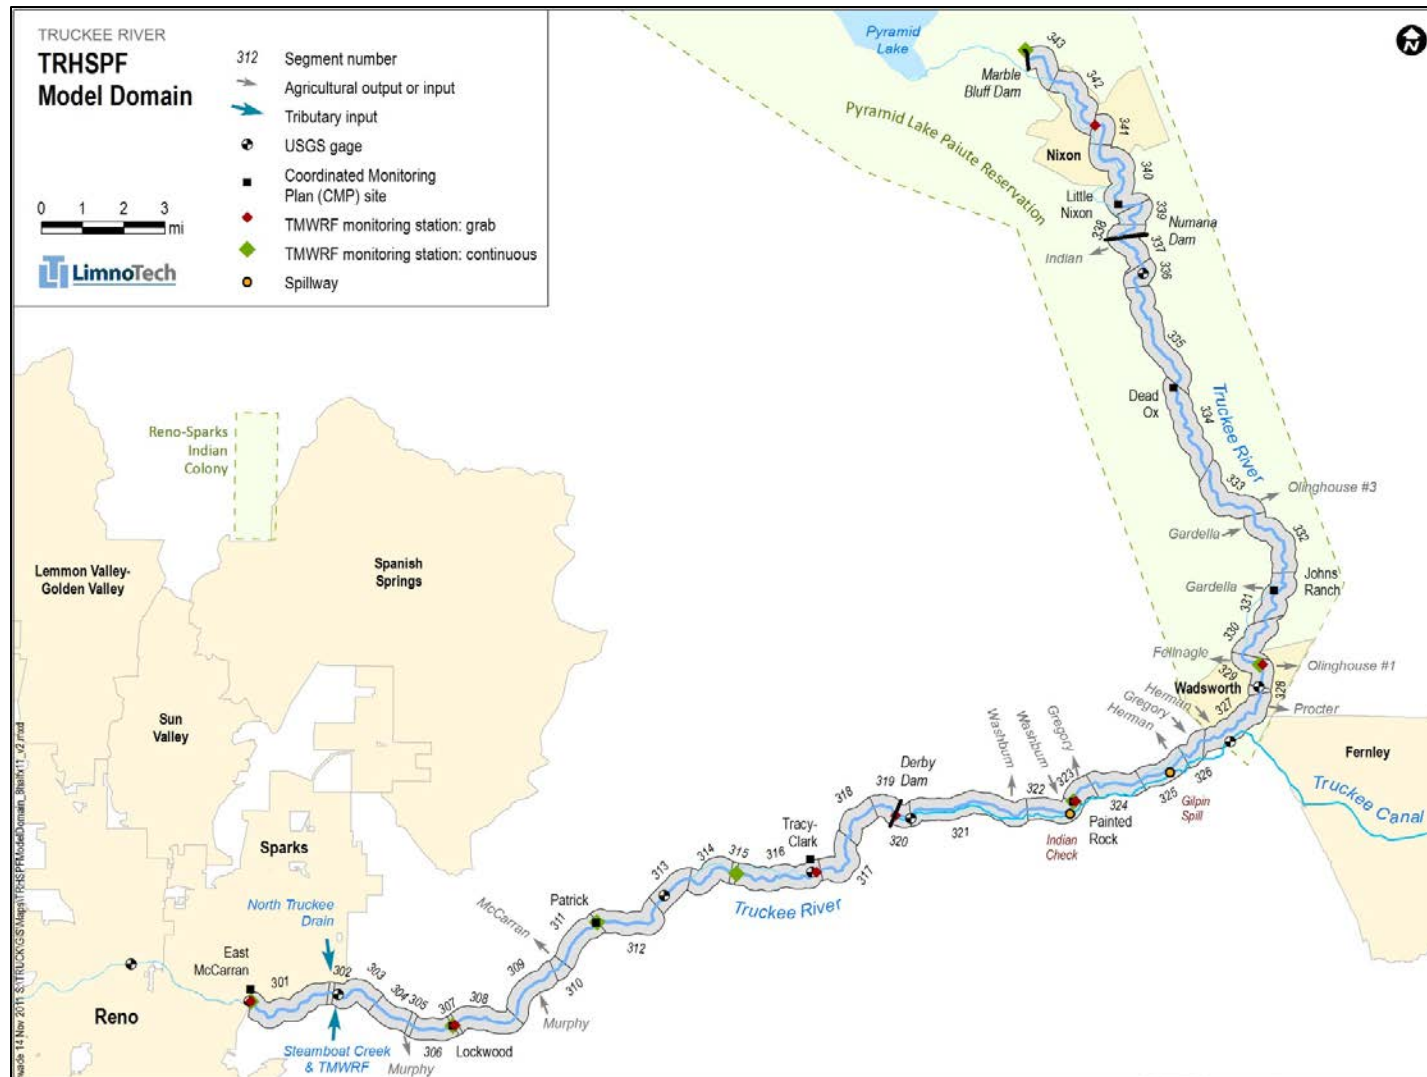 TRUCKEE RIVER
TRHSPF
Model Domain
0 1 2 3
mi
LimnoTech
312 Segment number
Agricultural output or input
Tributary input
USGS gage
Coordinated Monitoring
Plan (CMP) site
TMWRF monitoring station: grab
TMWRF monitoring station: continuous
Spillway
N
Pyramid
Lake
Marble
Bluff Dam
343
342
341
Pyramid Lake Paiute Reservation
Nixon
340
Little
Nixon
339
338
Numana
Dam
337
Indian
336
335
Dead
Ox
334
Truckee River
333
Olinghouse #3
Gardella
332
Johns
Ranch
Gardella
331
330
Fellnagle
329
Olinghouse #1
328
Wadsworth
327
Procter
Herman
Gregory
Herman
326
325
Gilpin
Spill
Fernley
Truckee Canal
Reno-Sparks
Indian
Colony
Lemmon Valley-
Golden Valley
Spanish
Springs
Sun
Valley
Sparks
Reno
Washburn
Washburn
Gregory
322
323
324
Painted
Rock
Indian
Check
321
Derby
Dam
320
319
318
317
Tracy-
Clark
316
315
314
313
Truckee River
Patrick
312
311
McCarran
310
309
Murphy
308
307
Lockwood
306
Murphy
305
304
303
302
301
North Truckee
Drain
East
McCarran
Steamboat Creek
& TMWRF